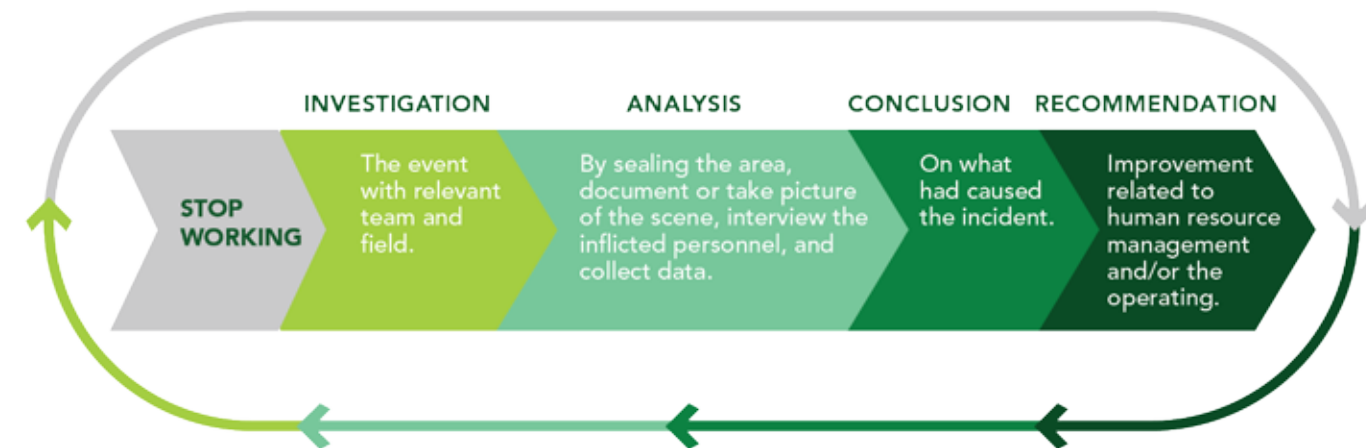 INVESTIGATION
ANALYSIS
CONCLUSION
RECOMMENDATION
STOP
WORKING
The event
with relevant
team and
field.
By sealing the area,
document or take picture
of the scene, interview the
inflicted personnel, and
collect data.
On what
had caused
the incident.
Improvement
related to
human resource
management
and/or the
operating.